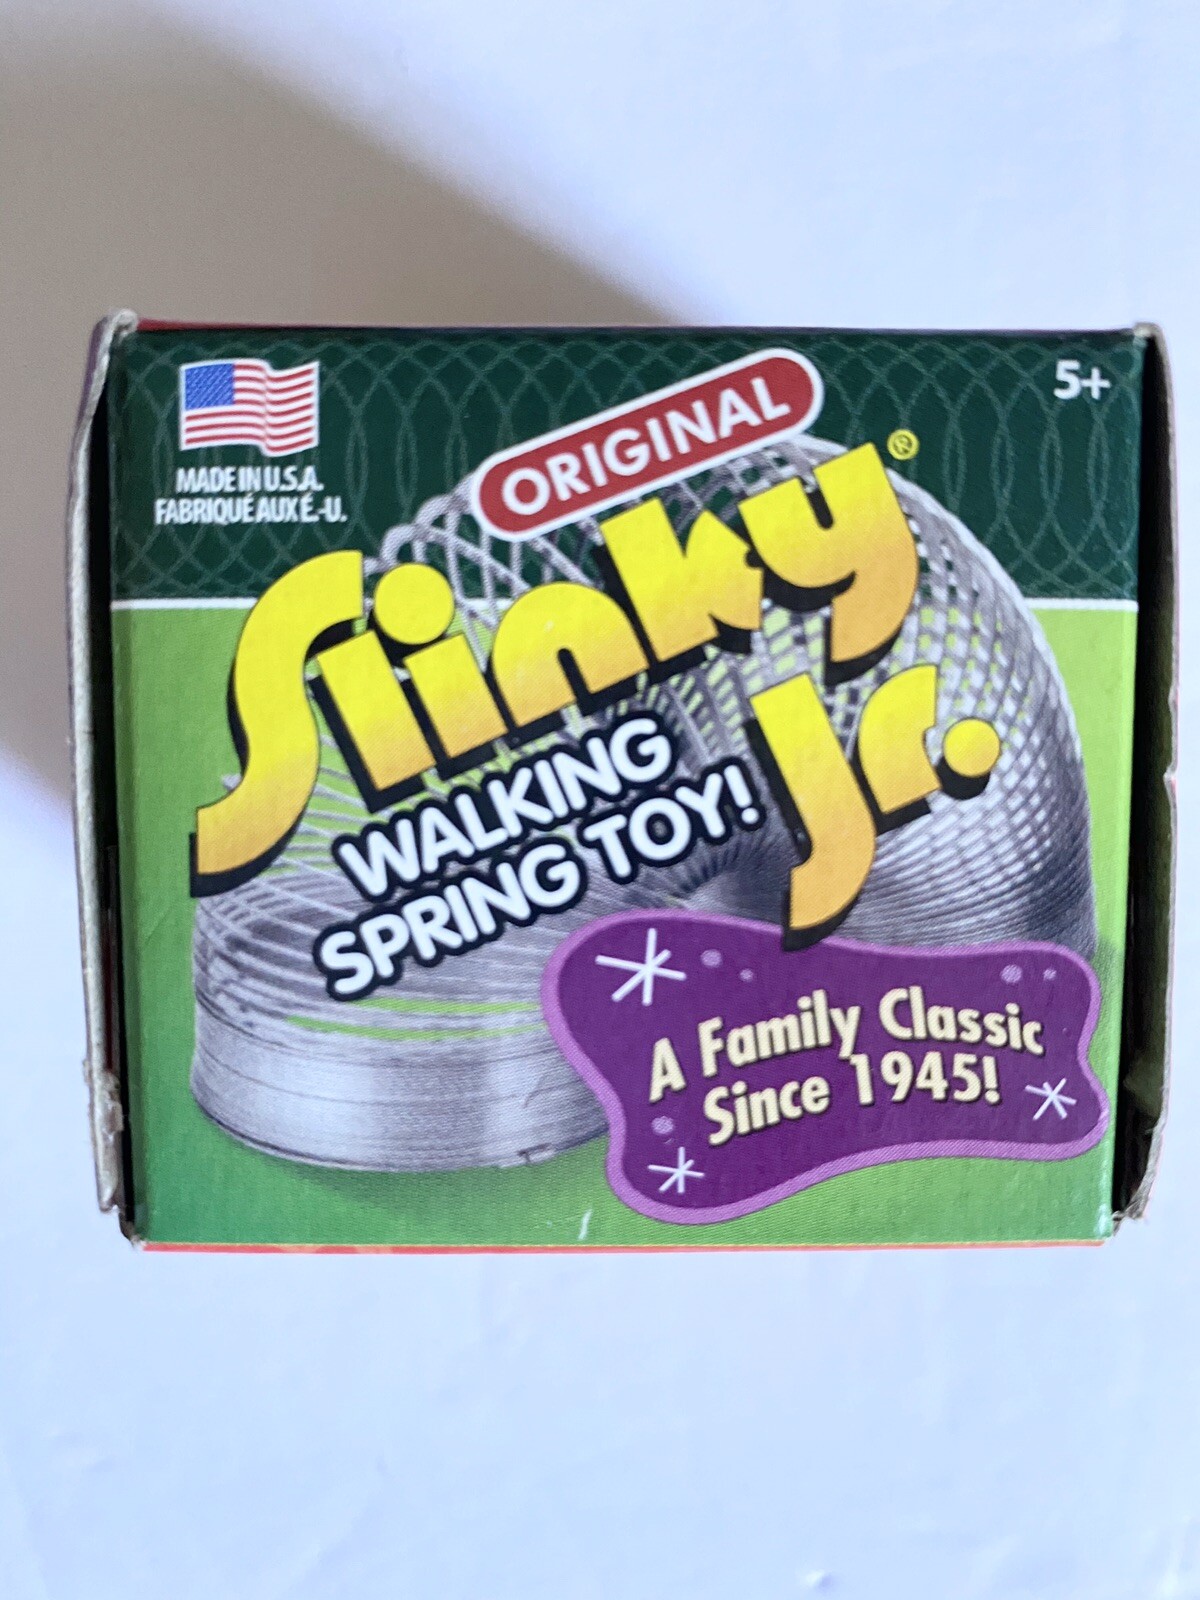 MADE IN U.S.A.
FABRIQUÉ AUX É.-U.
5+
ORIGINAL
Slinky®
Jr.
WALKING
SPRING TOY!
A Family Classic
Since 1945!